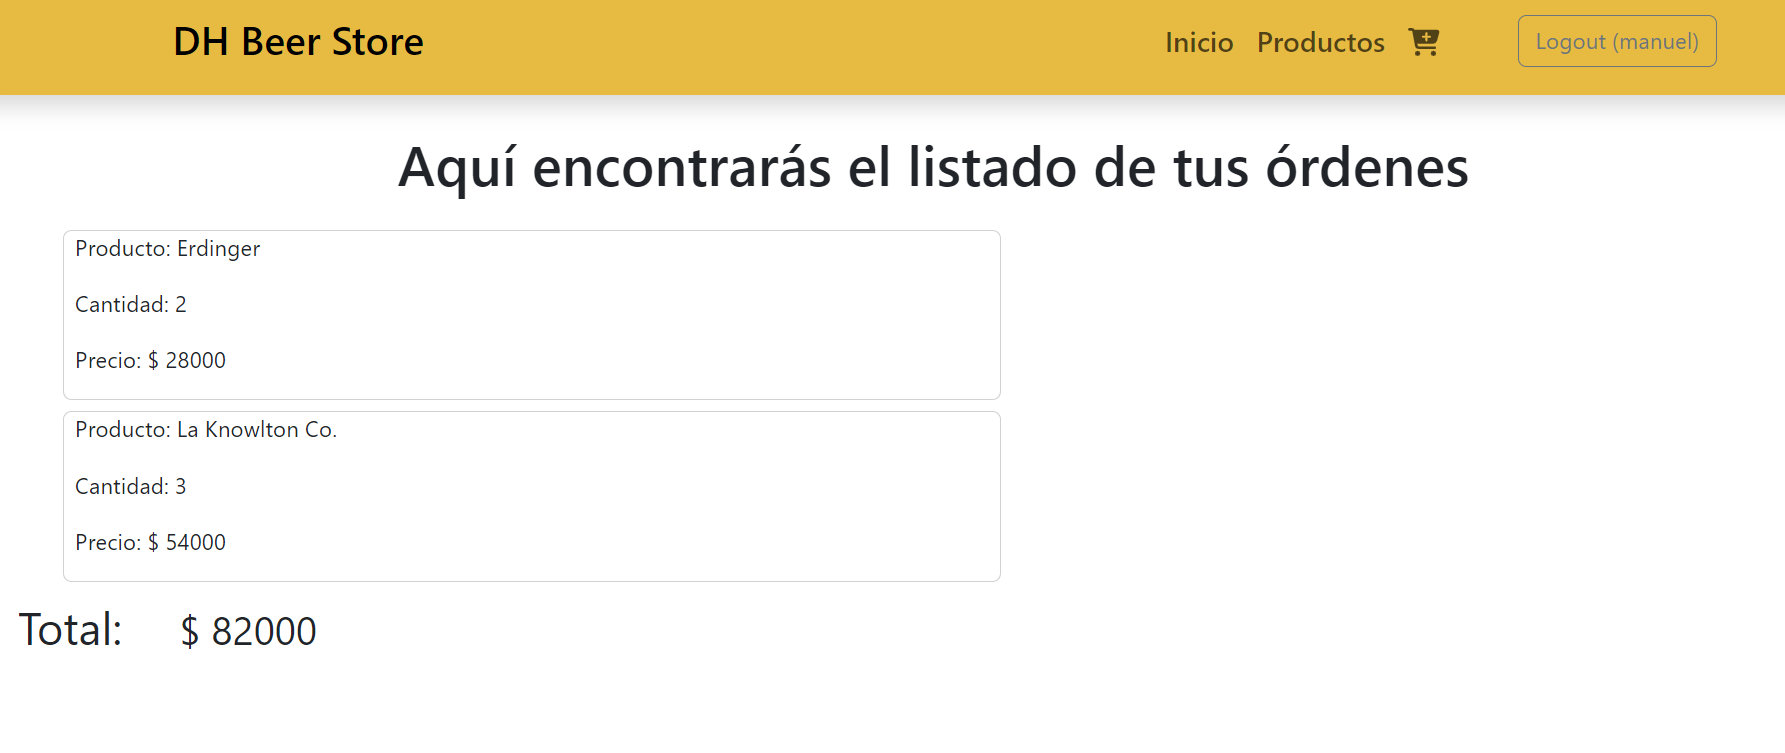 DH Beer Store
Inicio Productos
Logout (manuel)
Aquí encontrarás el listado de tus órdenes
Producto: Erdinger
Cantidad: 2
Precio: $ 28000
Producto: La Knowlton Co.
Cantidad: 3
Precio: $ 54000
Total: $ 82000